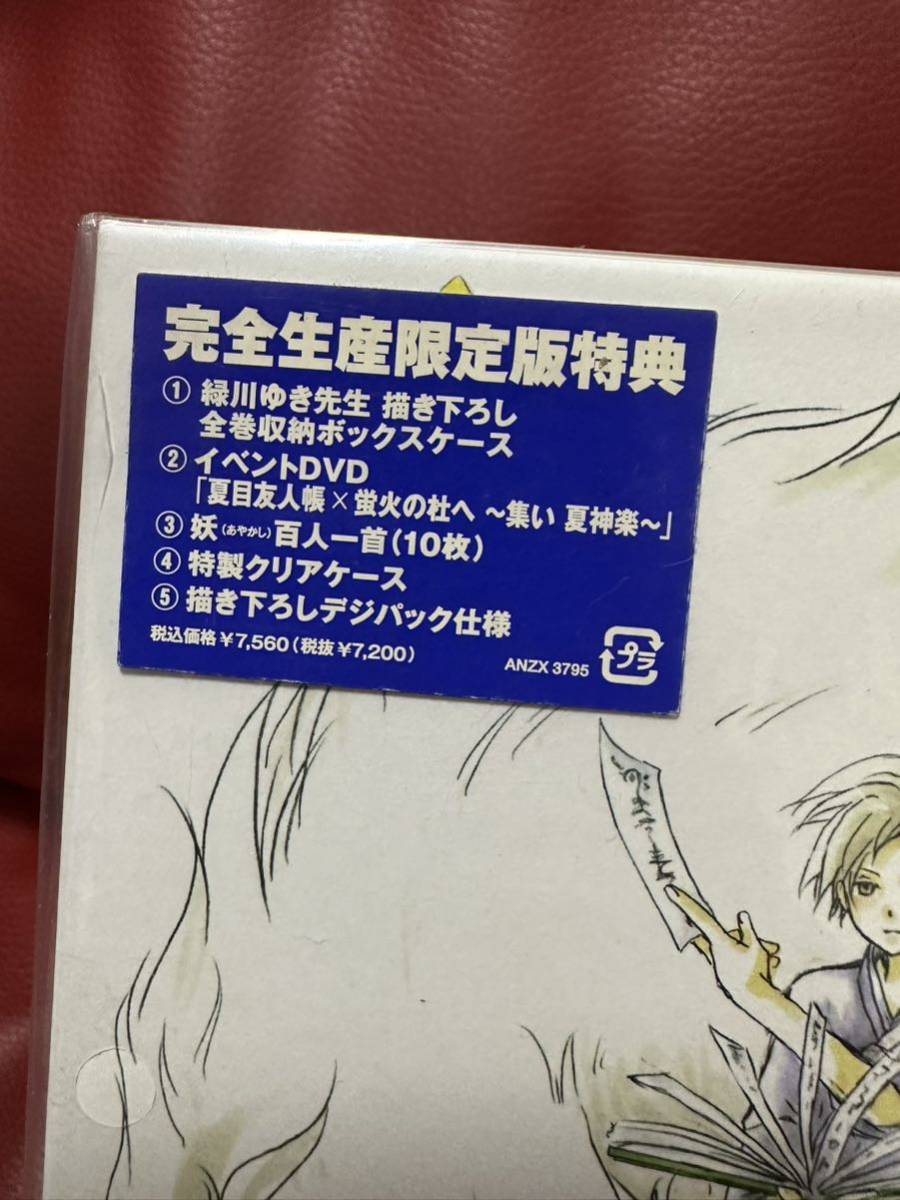 完全生産限定版特典
① 緑川ゆき先生 描き下ろし
全巻収納ボックスケース
② イベントDVD
「夏目友人帳×蛍火の杜へ ～集い 夏神楽～」
③ 妖(あやかし)百人一首(10枚)
④ 特製クリアケース
⑤ 描き下ろしデジパック仕様
税込価格￥7,560(税抜￥7,200)
ANZX 3795
プラ